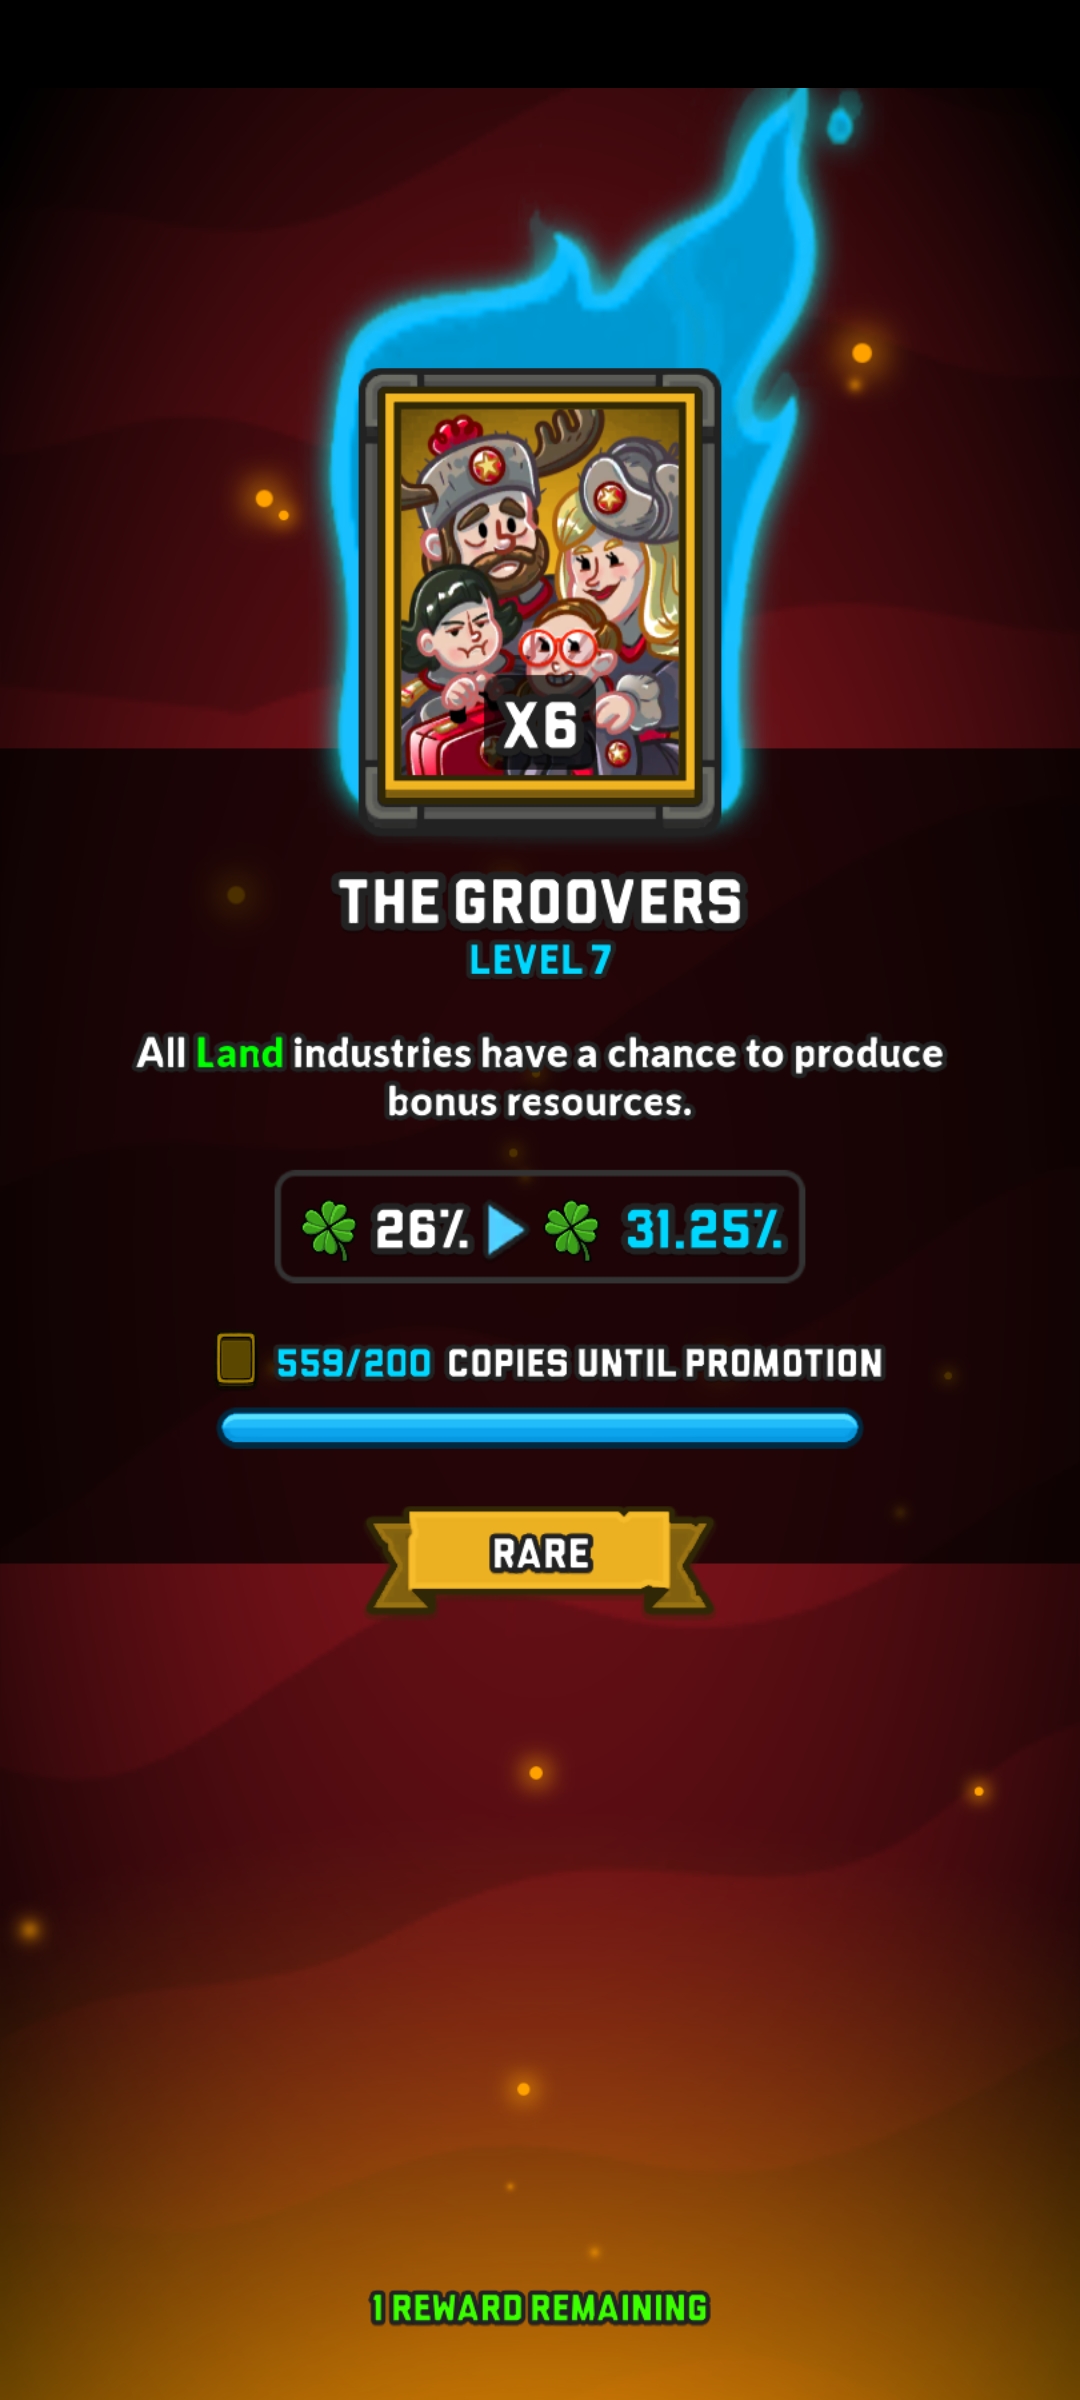 X6
THE GROOVERS
LEVEL 7
All Land industries have a chance to produce
bonus resources.
26% 31.25%
559/200 COPIES UNTIL PROMOTION
RARE
1 REWARD REMAINING